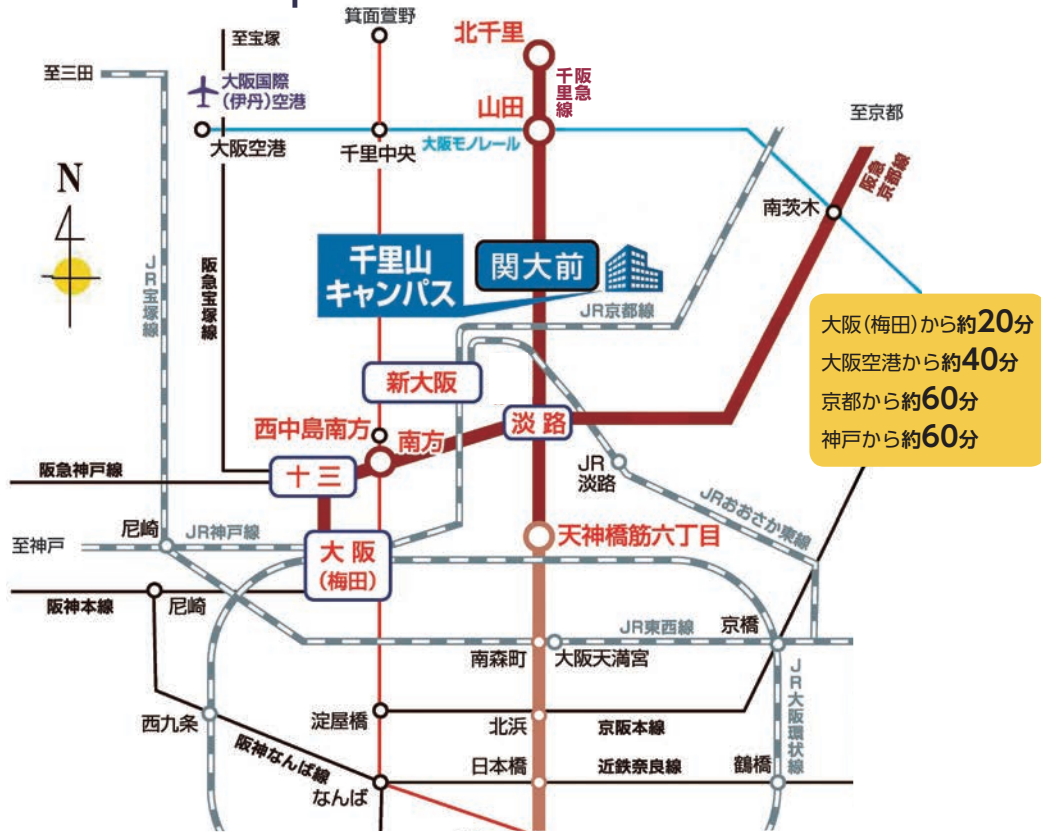 箕面萱野
至宝塚
北千里
至三田
大阪国際
(伊丹)空港
阪急
千里線
山田
至京都
大阪空港
千里中央
大阪モノレール
阪急
京都線
N
南茨木
JR宝塚線
阪急宝塚線
千里山
キャンパス
関大前
JR京都線
大阪(梅田)から約20分
大阪空港から約40分
京都から約60分
神戸から約60分
新大阪
西中島南方
南方
淡路
阪急神戸線
十三
JR
淡路
JRおおさか東線
尼崎
JR神戸線
至神戸
大阪
(梅田)
天神橋筋六丁目
阪神本線
尼崎
JR東西線
京橋
南森町
大阪天満宮
JR大阪環状線
西九条
淀屋橋
北浜
京阪本線
阪神なんば線
なんば
日本橋
近鉄奈良線
鶴橋